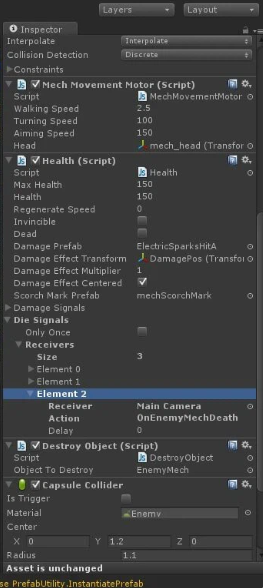 Layers
Layout
Inspector
Interpolate Interpolate
Collision Detection Discrete
Constraints
Mech Movement Motor (Script)
Script MechMovementMotor
Walking Speed 2.5
Turning Speed 100
Aiming Speed 150
Head mech_head (Transfor
Health (Script)
Script Health
Max Health 150
Health 150
Regenerate Speed 0
Invincible
Dead
Damage Prefab ElectricSparksHitA
Damage Effect Transform DamagePos (Transfo
Damage Effect Multiplier 1
Damage Effect Centered
Scorch Mark Prefab mechScorchMark
Damage Signals
Die Signals
Only Once
Receivers
Size 3
Element 0
Element 1
Element 2
Receiver Main Camera
Action OnEnemyMechDeath
Delay 0
Destroy Object (Script)
Script DestroyObject
Object To Destroy EnemyMech
Capsule Collider
Is Trigger
Material Enemy
Center
X 0 Y 1.2 Z 0
Radius 1.1
Asset is unchanged
se PrefabUtility.InstantiatePrefab